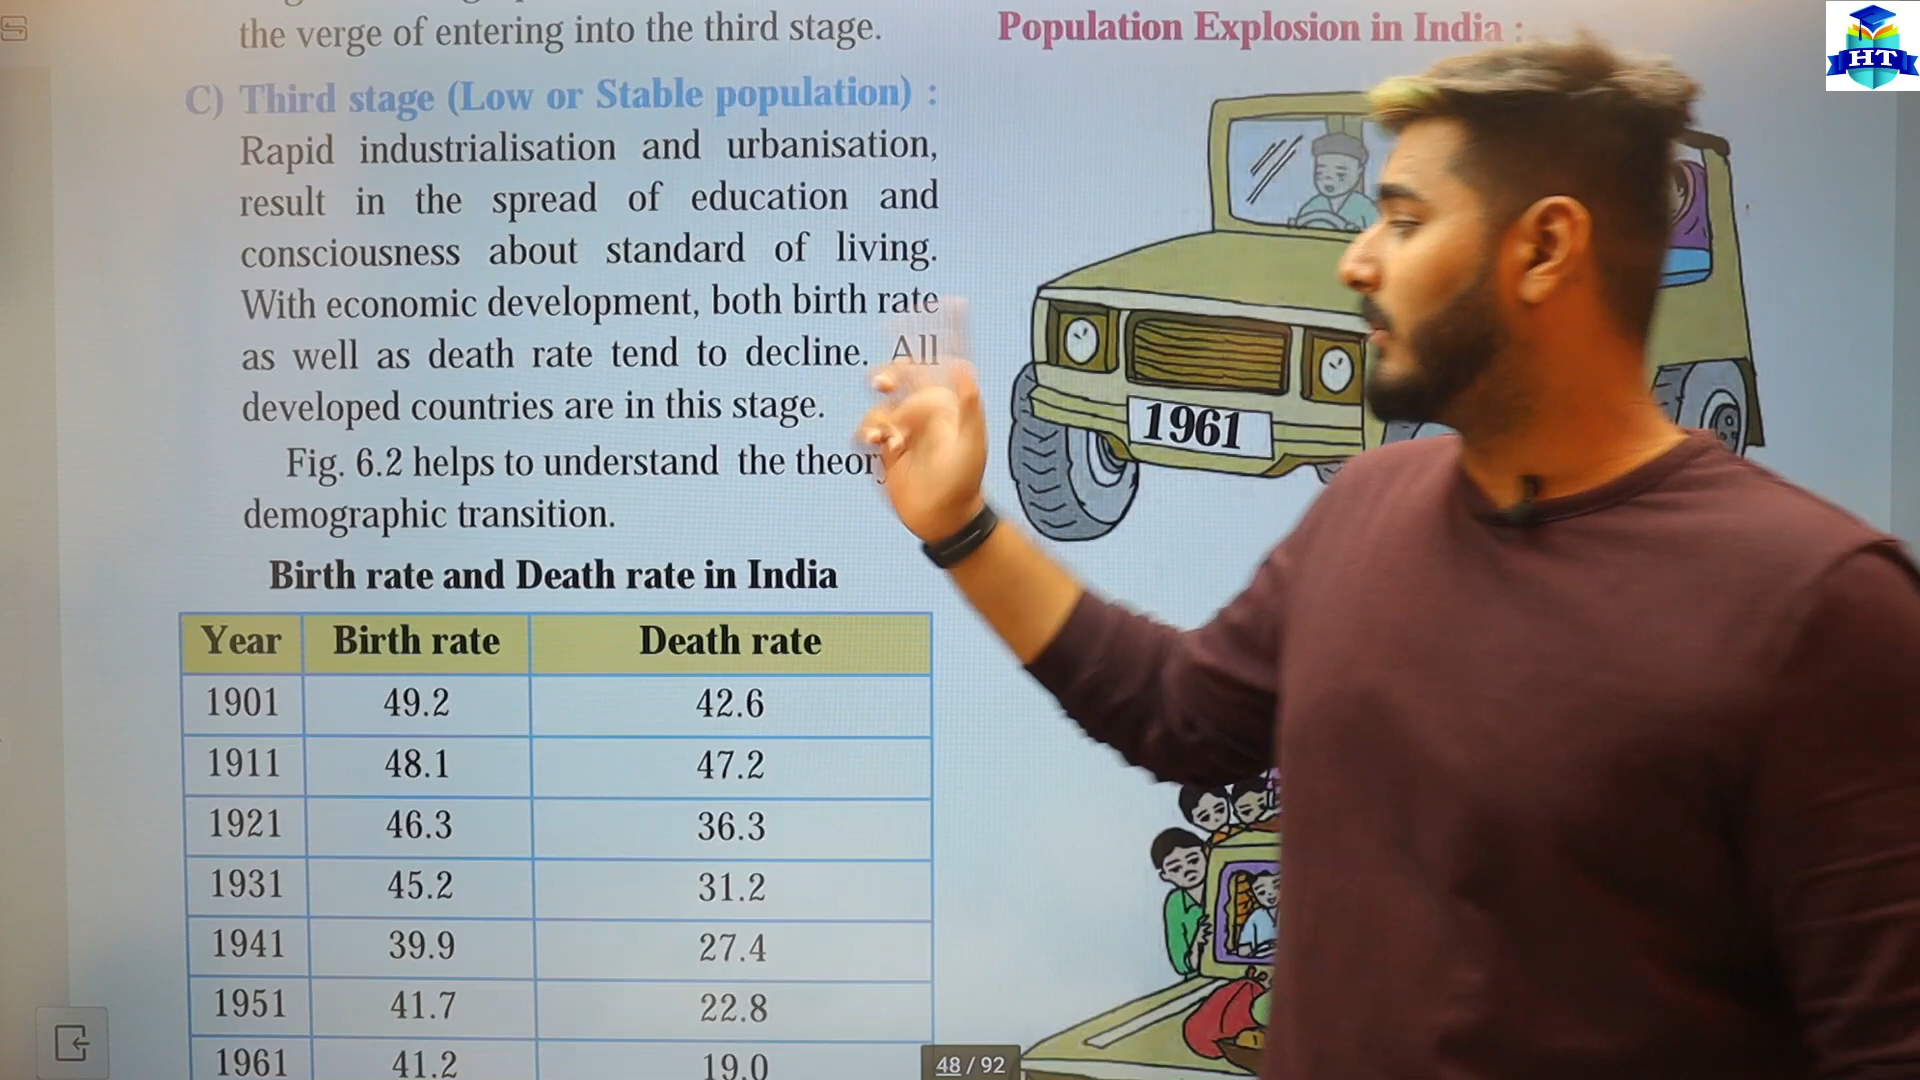 the verge of entering into the third stage.
C) Third stage (Low or Stable population) :
Rapid industrialisation and urbanisation,
result in the spread of education and
consciousness about standard of living.
With economic development, both birth rate
as well as death rate tend to decline. All
developed countries are in this stage.
Fig. 6.2 helps to understand the theory
demographic transition.
Birth rate and Death rate in India
Year Birth rate Death rate
1901 49.2 42.6
1911 48.1 47.2
1921 46.3 36.3
1931 45.2 31.2
1941 39.9 27.4
1951 41.7 22.8
1961 41.2 19.0
Population Explosion in India :
1961
48 / 92
HT